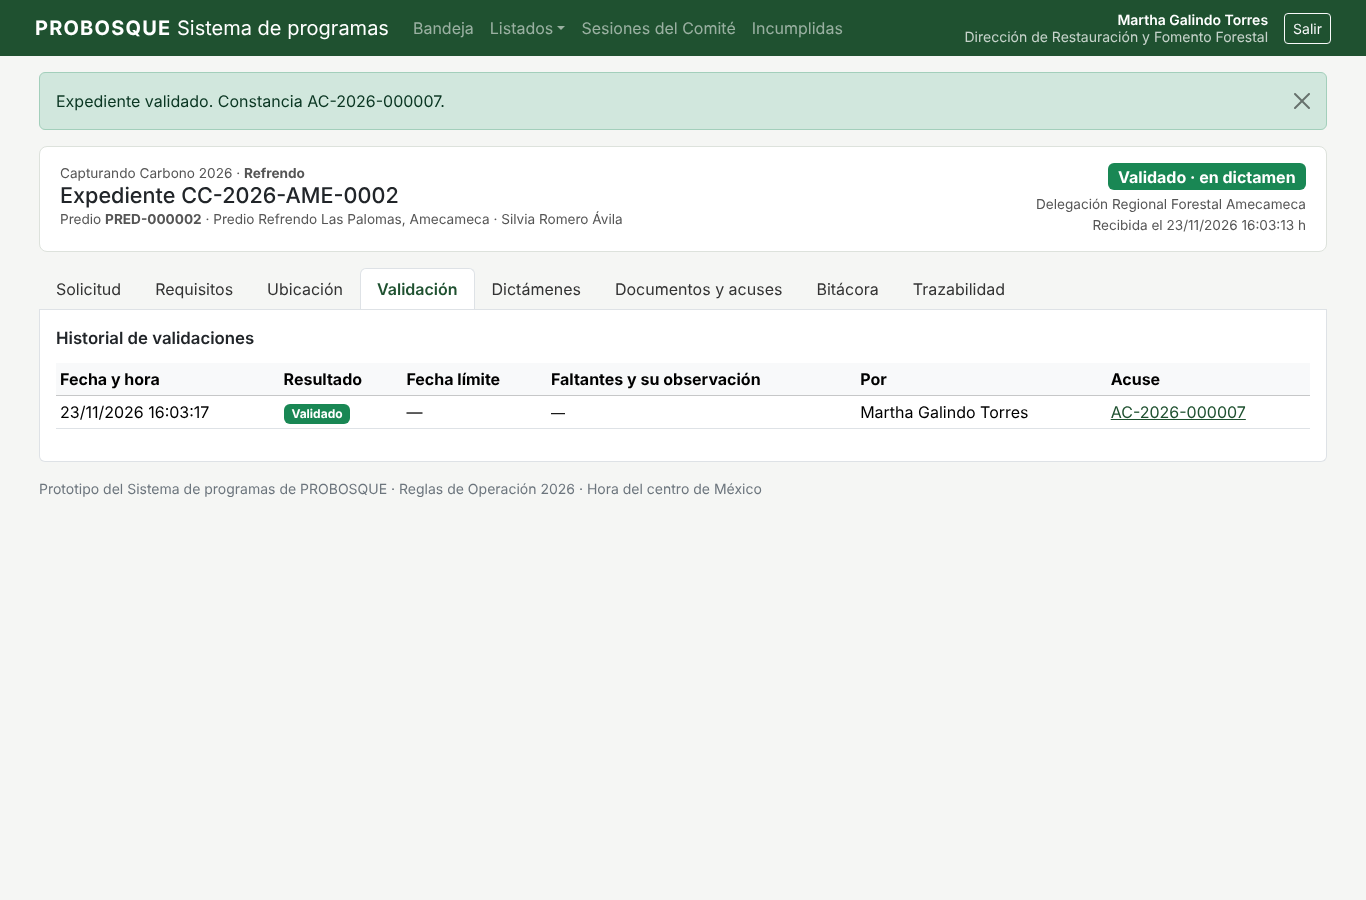 PROBOSQUE Sistema de programas
Bandeja
Listados
Sesiones del Comité
Incumplidas
Martha Galindo Torres
Dirección de Restauración y Fomento Forestal
Salir
Expediente validado. Constancia AC-2026-000007.
Capturando Carbono 2026 · Refrendo
Expediente CC-2026-AME-0002
Predio PRED-000002 · Predio Refrendo Las Palomas, Amecameca · Silvia Romero Ávila
Validado · en dictamen
Delegación Regional Forestal Amecameca
Recibida el 23/11/2026 16:03:13 h
Solicitud
Requisitos
Ubicación
Validación
Dictámenes
Documentos y acuses
Bitácora
Trazabilidad
Historial de validaciones
Fecha y hora Resultado Fecha límite Faltantes y su observación Por Acuse
23/11/2026 16:03:17 Validado — — Martha Galindo Torres AC-2026-000007
Prototipo del Sistema de programas de PROBOSQUE · Reglas de Operación 2026 · Hora del centro de México